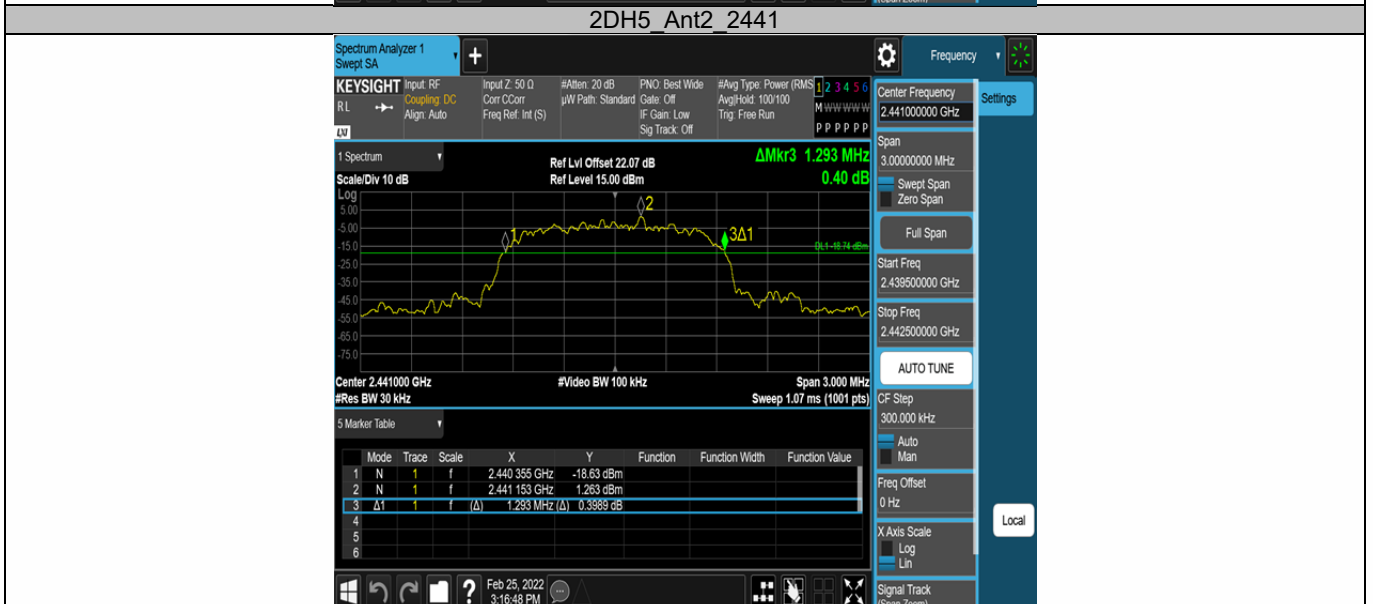 2DH5_Ant2_2441
Spectrum Analyzer 1
Swept SA
+
Frequency
KEYSIGHT
RL
LXI
Input: RF
Coupling: DC
Align: Auto
Input Z: 50 Ω
Corr CCorr
Freq Ref: Int (S)
#Atten: 20 dB
µW Path: Standard
PNO: Best Wide
Gate: Off
IF Gain: Low
Sig Track: Off
#Avg Type: Power (RMS
Avg|Hold: 100/100
Trig: Free Run
1 2 3 4 5 6
M W W W W W
P P P P P P
Center Frequency
2.441000000 GHz
Settings
1 Spectrum
Scale/Div 10 dB
Ref Lvl Offset 22.07 dB
Ref Level 15.00 dBm
ΔMkr3 1.293 MHz
0.40 dB
Log
5.00
-5.00
-15.0
-25.0
-35.0
-45.0
-55.0
-65.0
-75.0
1
2
3Δ1
DL1 -18.74 dBm
Center 2.441000 GHz
#Res BW 30 kHz
#Video BW 100 kHz
Span 3.000 MHz
Sweep 1.07 ms (1001 pts)
Span
3.00000000 MHz
Swept Span
Zero Span
Full Span
Start Freq
2.439500000 GHz
Stop Freq
2.442500000 GHz
AUTO TUNE
CF Step
300.000 kHz
Auto
Man
Freq Offset
0 Hz
X Axis Scale
Log
Lin
Signal Track
(Span Zoom)
Local
5 Marker Table
Mode Trace Scale X Y Function Function Width Function Value
1 N 1 f 2.440 355 GHz -18.63 dBm
2 N 1 f 2.441 153 GHz 1.263 dBm
3 Δ1 1 f (Δ) 1.293 MHz (Δ) 0.3989 dB
4
5
6
?
Feb 25, 2022
3:16:48 PM